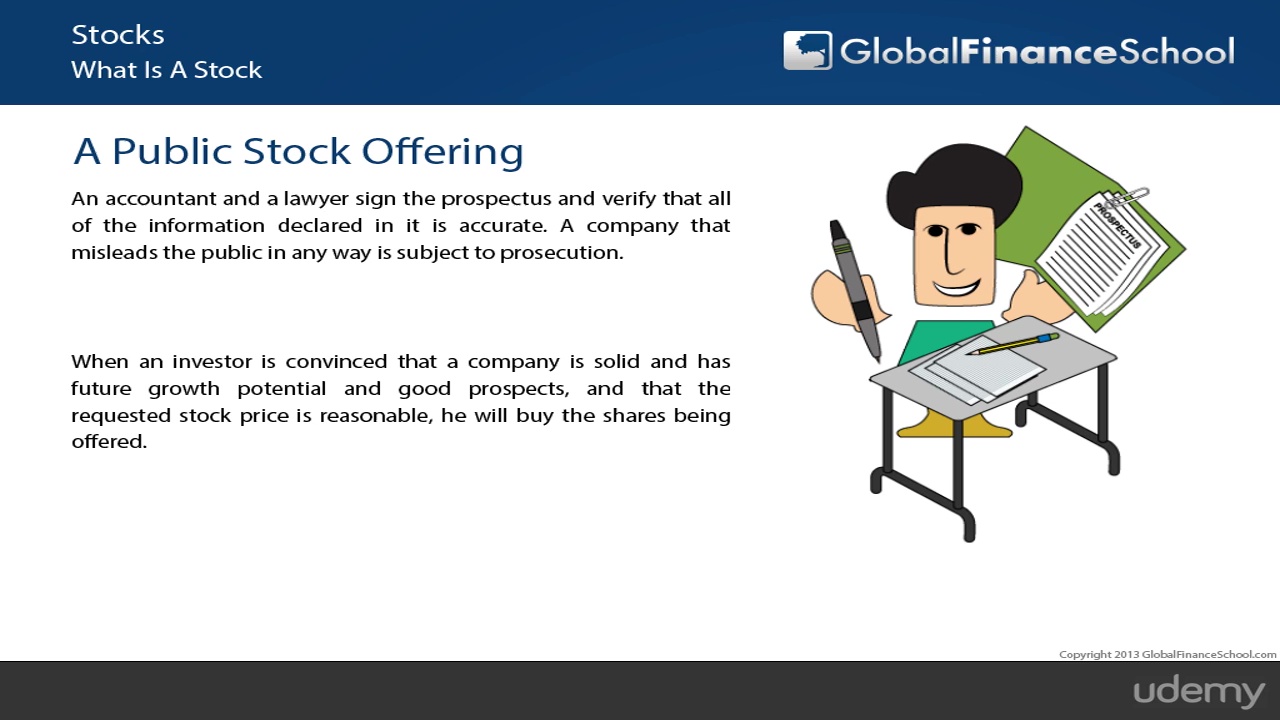 Stocks
What Is A Stock
GlobalFinanceSchool
A Public Stock Offering
An accountant and a lawyer sign the prospectus and verify that all
of the information declared in it is accurate. A company that
misleads the public in any way is subject to prosecution.
When an investor is convinced that a company is solid and has
future growth potential and good prospects, and that the
requested stock price is reasonable, he will buy the shares being
offered.
PROSPECTUS
Copyright 2013 GlobalFinanceSchool.com
udemy